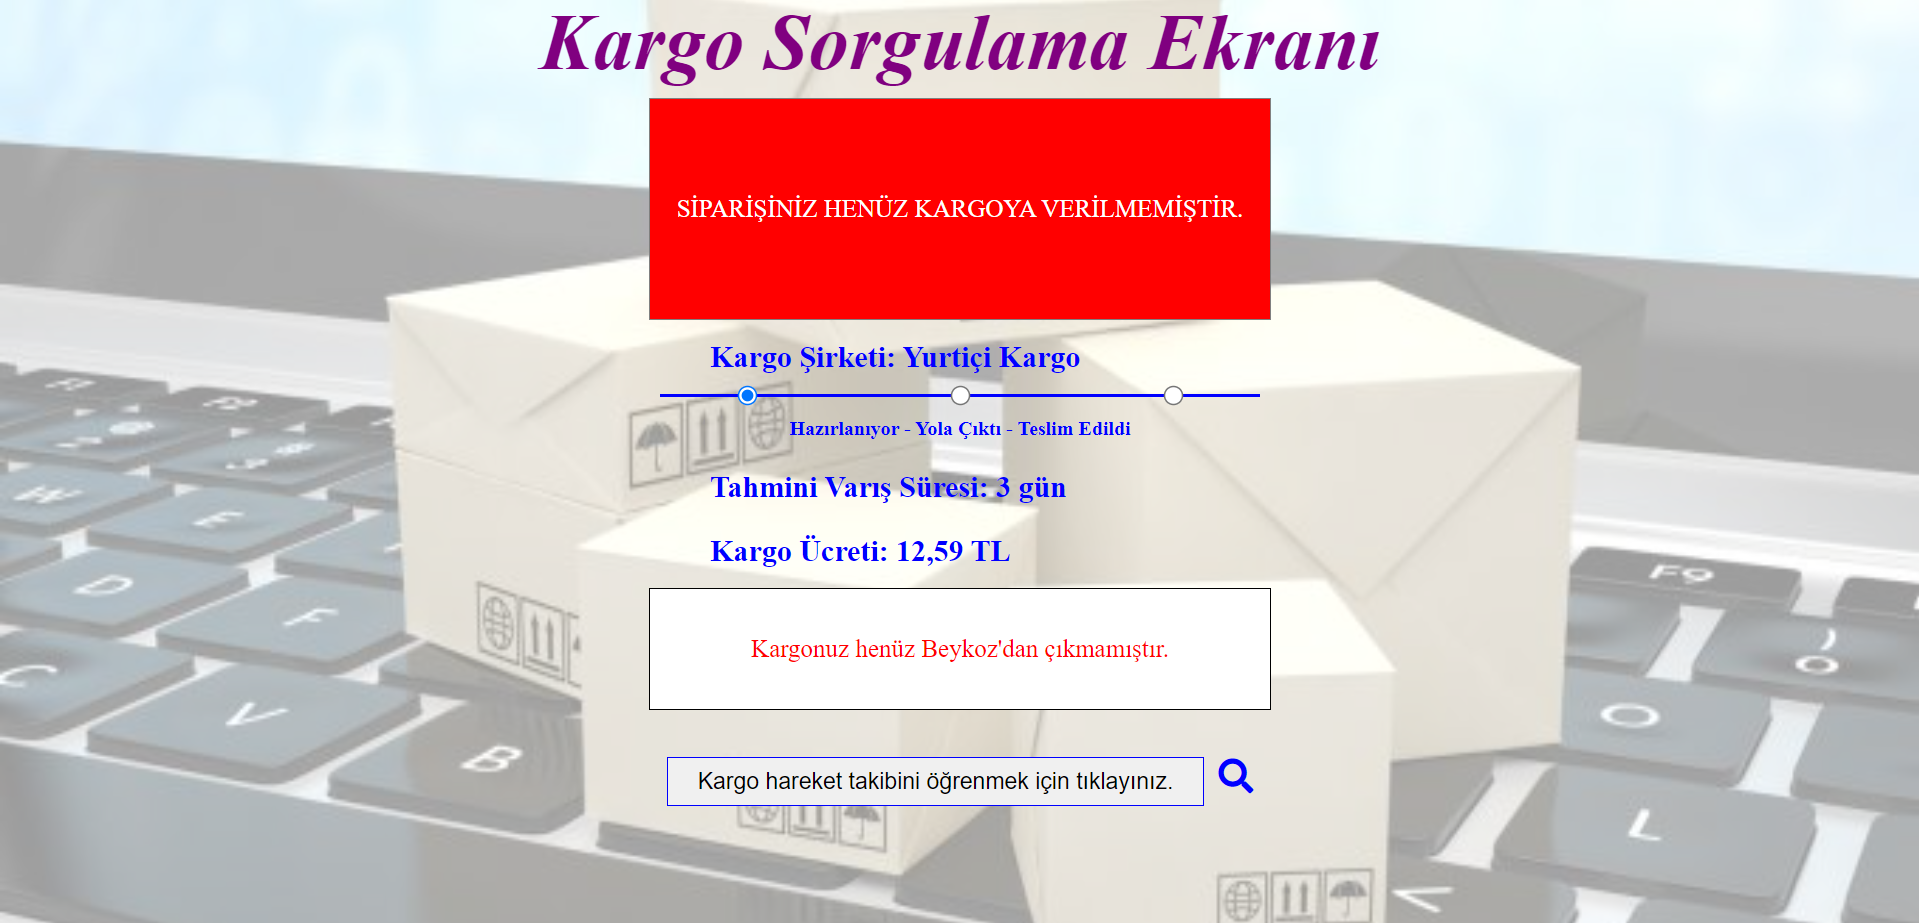 Kargo Sorgulama Ekranı
SİPARİŞİNİZ HENÜZ KARGOYA VERİLMEMİŞTİR.
Kargo Şirketi: Yurtiçi Kargo
Hazırlanıyor - Yola Çıktı - Teslim Edildi
Tahmini Varış Süresi: 3 gün
Kargo Ücreti: 12,59 TL
Kargonuz henüz Beykoz'dan çıkmamıştır.
Kargo hareket takibini öğrenmek için tıklayınız.
F2
W
E
D
F
F9
C
V
B
O
L